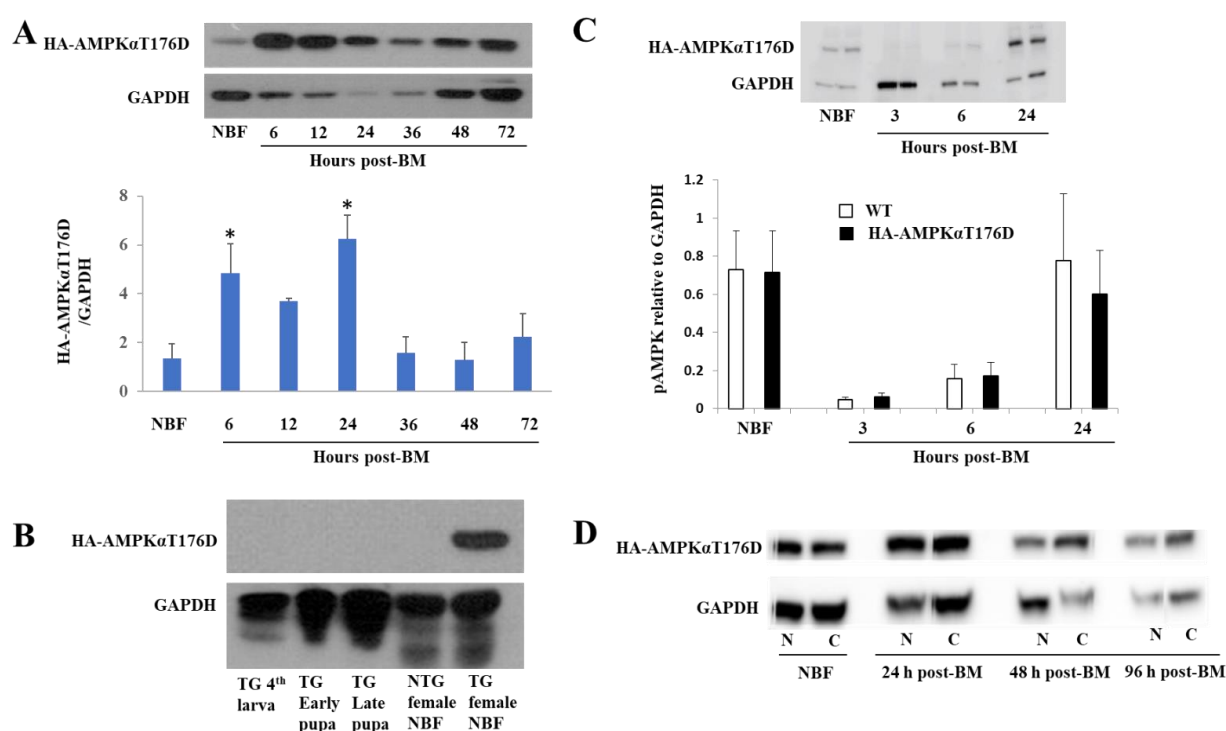 A
HA-AMPKαT176D
GAPDH
NBF 6 12 24 36 48 72
Hours post-BM
HA-AMPKαT176D
/GAPDH
8
6
4
2
0
* *
NBF 6 12 24 36 48 72
Hours post-BM
B
HA-AMPKαT176D
GAPDH
TG 4th larva
TG Early pupa
TG Late pupa
NTG female NBF
TG female NBF
C
HA-AMPKαT176D
GAPDH
NBF 3 6 24
Hours post-BM
pAMPK relative to GAPDH
1.2
1
0.8
0.6
0.4
0.2
0
WT
HA-AMPKαT176D
NBF 3 6 24
Hours post-BM
D
HA-AMPKαT176D
GAPDH
N C N C N C N C
NBF 24 h post-BM 48 h post-BM 96 h post-BM